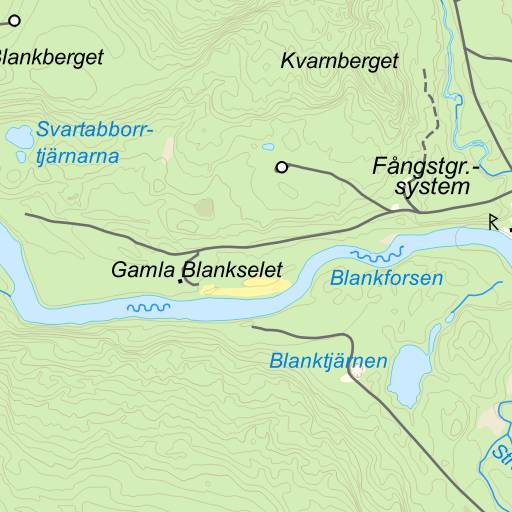 Blankberget
Kvarnberget
Svartabborr-
tjärnarna
Fångstgr.-
system
Gamla Blankselet
Blankforsen
Blanktjärnen